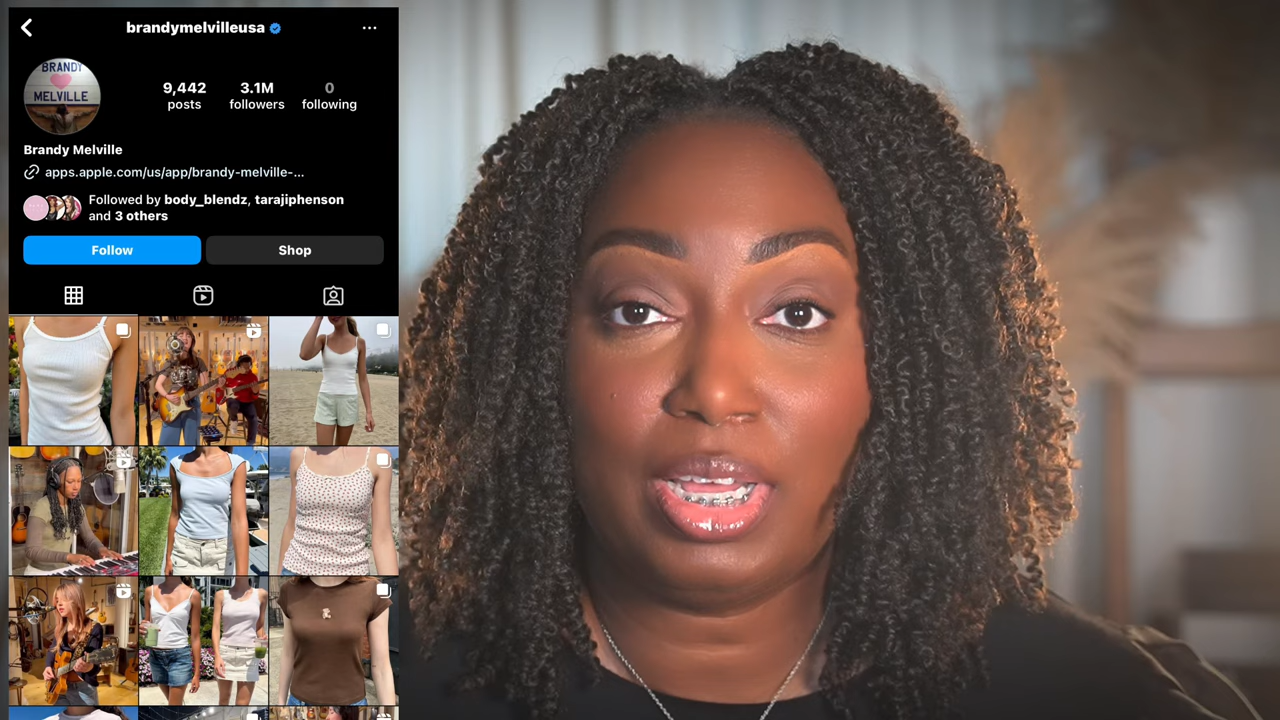 brandymelvilleusa
BRANDY
MELVILLE
9,442 3.1M 0
posts followers following
Brandy Melville
apps.apple.com/us/app/brandy-melville-...
Followed by body_blendz, tarajiphenson
and 3 others
Follow Shop